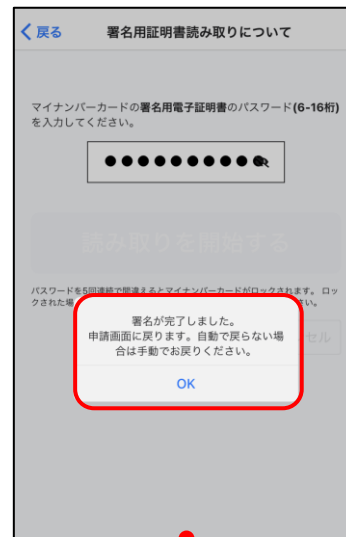 戻る 署名用証明書読み取りについて
マイナンバーカードの署名用電子証明書のパスワード(6-16桁)
を入力してください。
●●●●●●●●●●
読み取りを開始する
パスワードを5回連続で間違えるとマイナンバーカードがロックされます。 ロッ
クされた場
さい。
セル
署名が完了しました。
申請画面に戻ります。自動で戻らない場
合は手動でお戻りください。
OK